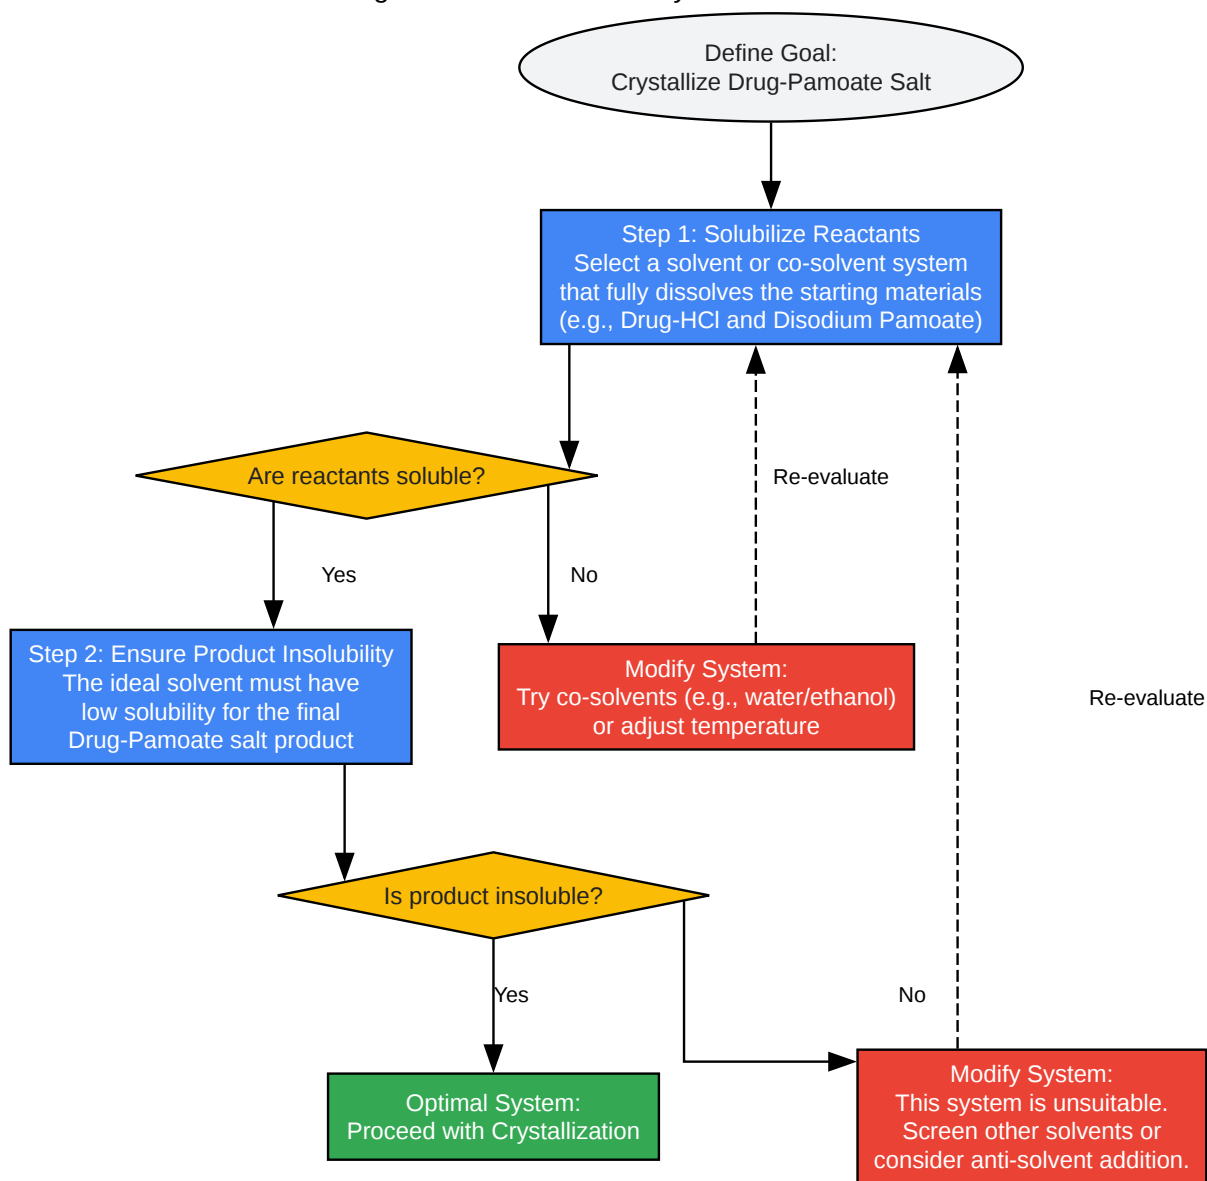 Define Goal:
Crystallize Drug-Pamoate Salt
Step 1: Solubilize Reactants
Select a solvent or co-solvent system
that fully dissolves the starting materials
(e.g., Drug-HCl and Disodium Pamoate)
Are reactants soluble?
Re-evaluate
Yes
No
Step 2: Ensure Product Insolubility
The ideal solvent must have
low solubility for the final
Drug-Pamoate salt product
Modify System:
Try co-solvents (e.g., water/ethanol)
or adjust temperature
Re-evaluate
Is product insoluble?
Yes
No
Optimal System:
Proceed with Crystallization
Modify System:
This system is unsuitable.
Screen other solvents or
consider anti-solvent addition.